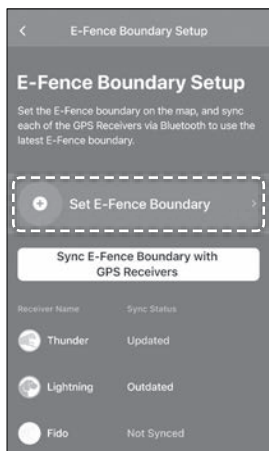 E-Fence Boundary Setup
E-Fence Boundary Setup
Set the E-Fence boundary on the map, and sync
each of the GPS Receivers via Bluetooth to use the
latest E-Fence boundary.
Set E-Fence Boundary
Sync E-Fence Boundary with
GPS Receivers
Receiver Name Sync Status
Thunder Updated
Lightning Outdated
Fido Not Synced